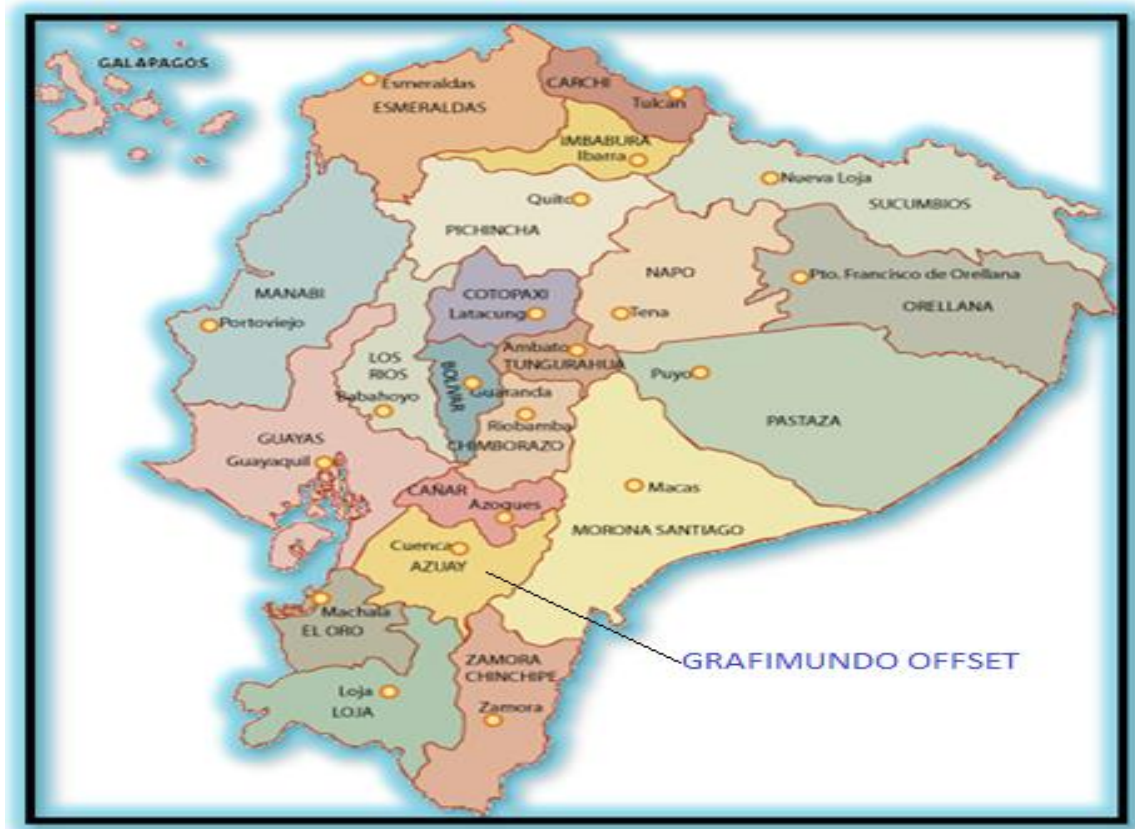 GALAPAGOS
Esmeraldas
ESMERALDAS
CARCHI
Tulcan
IMBABURA
Ibarra
Nueva Loja
SUCUMBIOS
Quito
PICHINCHA
NAPO
Pto. Francisco de Orellana
ORELLANA
MANABI
COTOPAXI
Latacung
Tena
Portoviejo
LOS
RIOS
Ambato
TUNGURAHUA
BOLIVAR
Guaranda
Puyo
Babahoyo
Riobamba
CHIMBORAZO
PASTAZA
GUAYAS
Guayaquil
CAÑAR
Azogues
Macas
MORONA SANTIAGO
Cuenca
AZUAY
Machala
EL ORO
GRAFIMUNDO OFFSET
ZAMORA
CHINCHIPE
Loja
LOJA
Zamora